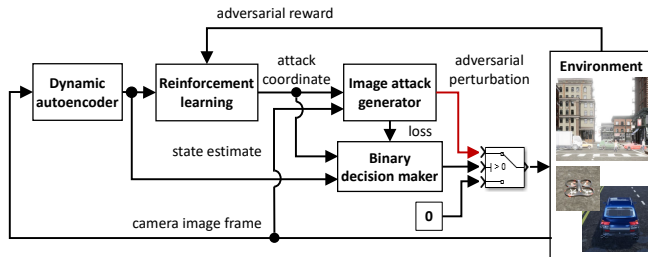 adversarial reward
Dynamic
autoencoder
Reinforcement
learning
attack
coordinate
Image attack
generator
adversarial
perturbation
Environment
loss
state estimate
Binary
decision maker
> 0
0
camera image frame